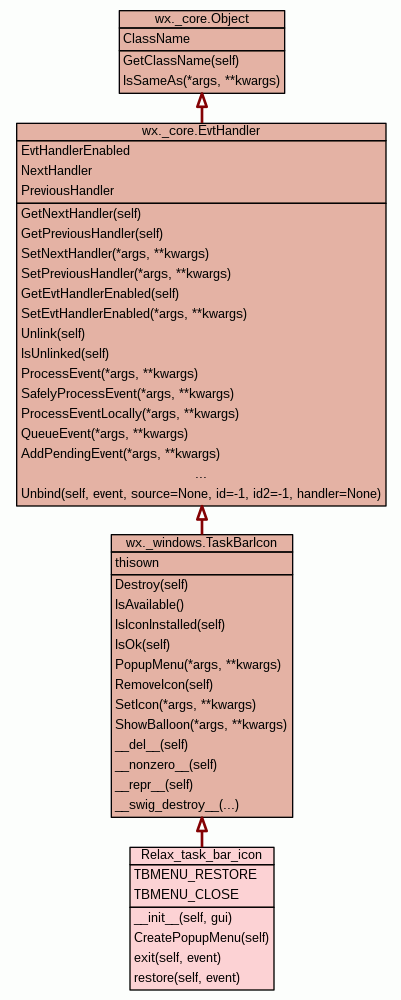 wx._core.Object
ClassName
GetClassName(self)
IsSameAs(*args, **kwargs)
wx._core.EvtHandler
EvtHandlerEnabled
NextHandler
PreviousHandler
GetNextHandler(self)
GetPreviousHandler(self)
SetNextHandler(*args, **kwargs)
SetPreviousHandler(*args, **kwargs)
GetEvtHandlerEnabled(self)
SetEvtHandlerEnabled(*args, **kwargs)
Unlink(self)
IsUnlinked(self)
ProcessEvent(*args, **kwargs)
SafelyProcessEvent(*args, **kwargs)
ProcessEventLocally(*args, **kwargs)
QueueEvent(*args, **kwargs)
AddPendingEvent(*args, **kwargs)
...
Unbind(self, event, source=None, id=-1, id2=-1, handler=None)
wx._windows.TaskBarIcon
thisown
Destroy(self)
IsAvailable()
IsIconInstalled(self)
IsOk(self)
PopupMenu(*args, **kwargs)
RemoveIcon(self)
SetIcon(*args, **kwargs)
ShowBalloon(*args, **kwargs)
__del__(self)
__nonzero__(self)
__repr__(self)
__swig_destroy__(...)
Relax_task_bar_icon
TBMENU_RESTORE
TBMENU_CLOSE
__init__(self, gui)
CreatePopupMenu(self)
exit(self, event)
restore(self, event)